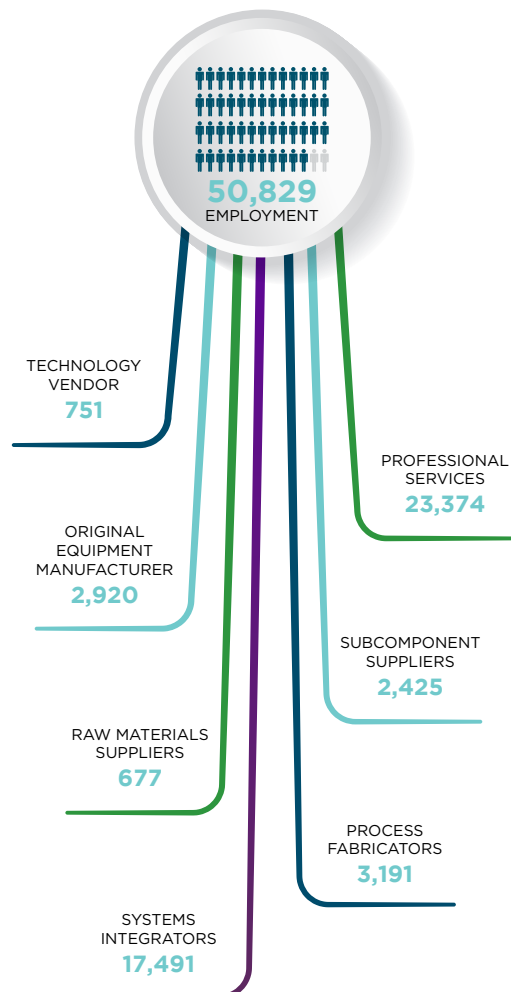 50,829
EMPLOYMENT
TECHNOLOGY
VENDOR
751
PROFESSIONAL
SERVICES
23,374
ORIGINAL
EQUIPMENT
MANUFACTURER
2,920
SUBCOMPONENT
SUPPLIERS
2,425
RAW MATERIALS
SUPPLIERS
677
PROCESS
FABRICATORS
3,191
SYSTEMS
INTEGRATORS
17,491